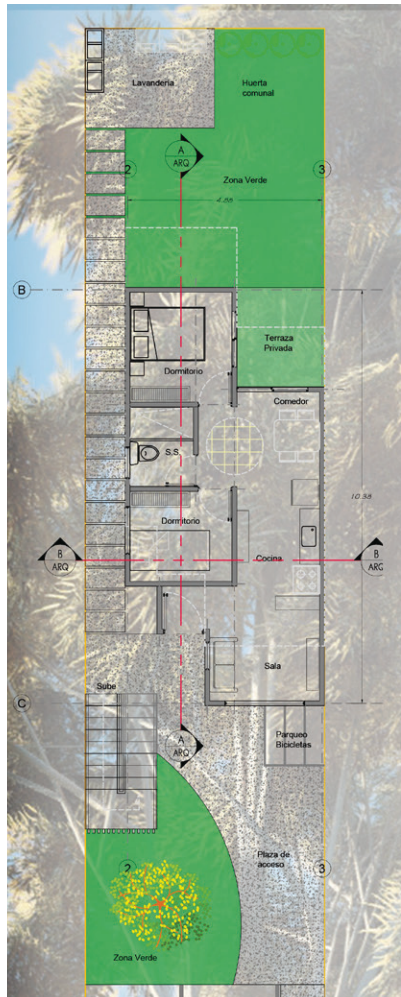 Lavandería
Huerta
comunal
A
ARQ
2
3
Zona Verde
4.88
B
Terraza
Privada
Dormitorio
Comedor
S.S.
10.38
Dormitorio
B
ARQ
Cocina
B
ARQ
Sala
Sube
C
Parqueo
Bicicletas
A
ARQ
Plaza de
acceso
2
3
Zona Verde